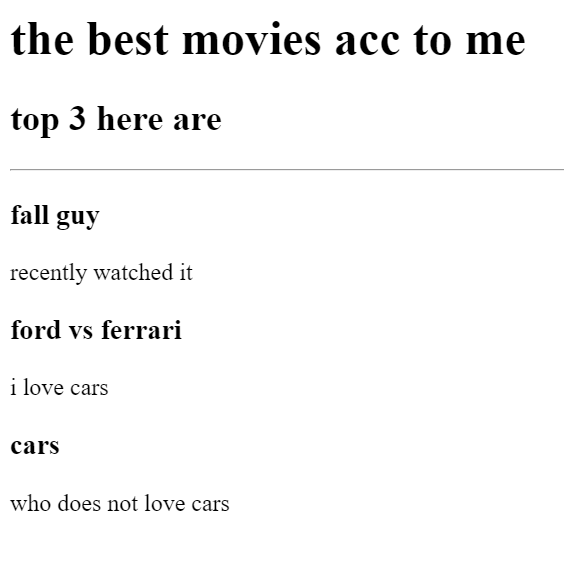 the best movies acc to me
top 3 here are
fall guy
recently watched it
ford vs ferrari
i love cars
cars
who does not love cars